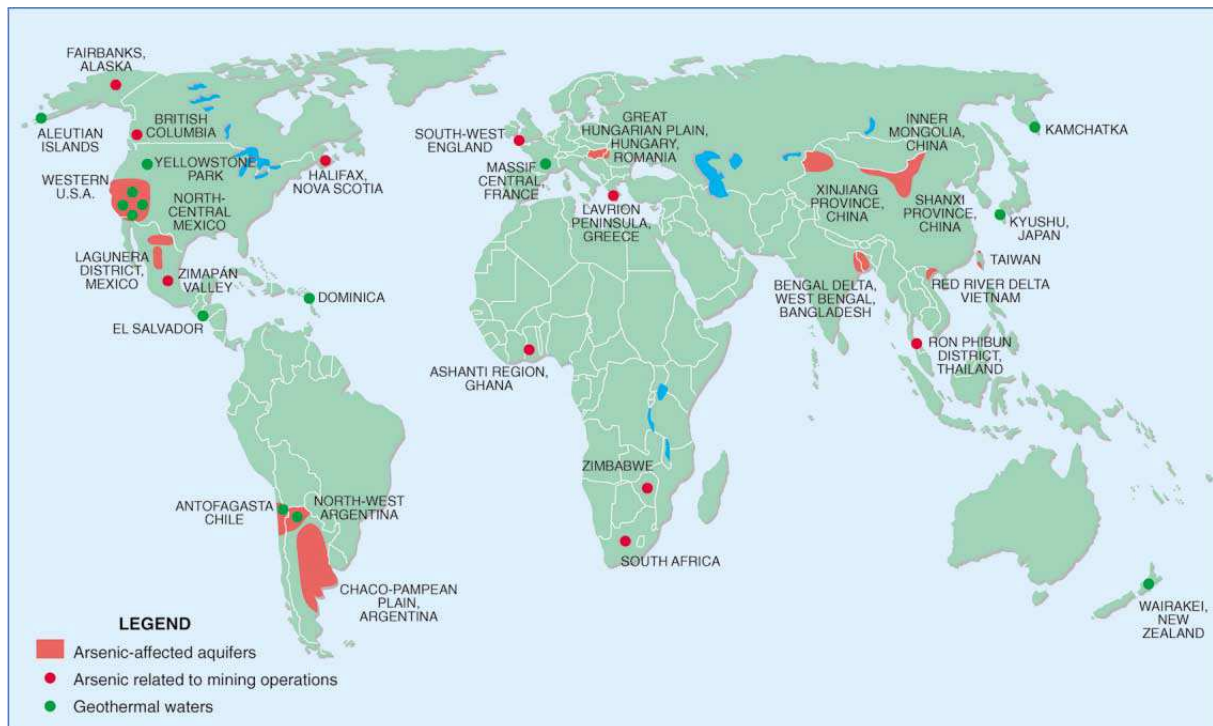 FAIRBANKS,
ALASKA
ALEUTIAN
ISLANDS
BRITISH
COLUMBIA
YELLOWSTONE
PARK
HALIFAX,
NOVA SCOTIA
WESTERN
U.S.A.
NORTH-
CENTRAL
MEXICO
LAGUNERA
DISTRICT,
MEXICO
ZIMAPÁN
VALLEY
DOMINICA
EL SALVADOR
SOUTH-WEST
ENGLAND
GREAT
HUNGARIAN PLAIN,
HUNGARY,
ROMANIA
MASSIF
CENTRAL,
FRANCE
LAVRION
PENINSULA,
GREECE
INNER
MONGOLIA,
CHINA
KAMCHATKA
XINJIANG
PROVINCE,
CHINA
SHANXI
PROVINCE,
CHINA
KYUSHU,
JAPAN
TAIWAN
BENGAL DELTA,
WEST BENGAL,
BANGLADESH
RED RIVER DELTA
VIETNAM
RON PHIBUN
DISTRICT,
THAILAND
ASHANTI REGION,
GHANA
ZIMBABWE
SOUTH AFRICA
ANTOFAGASTA
CHILE
NORTH-WEST
ARGENTINA
CHACO-PAMPEAN
PLAIN,
ARGENTINA
WAIRAKEI,
NEW
ZEALAND
LEGEND
Arsenic-affected aquifers
Arsenic related to mining operations
Geothermal waters